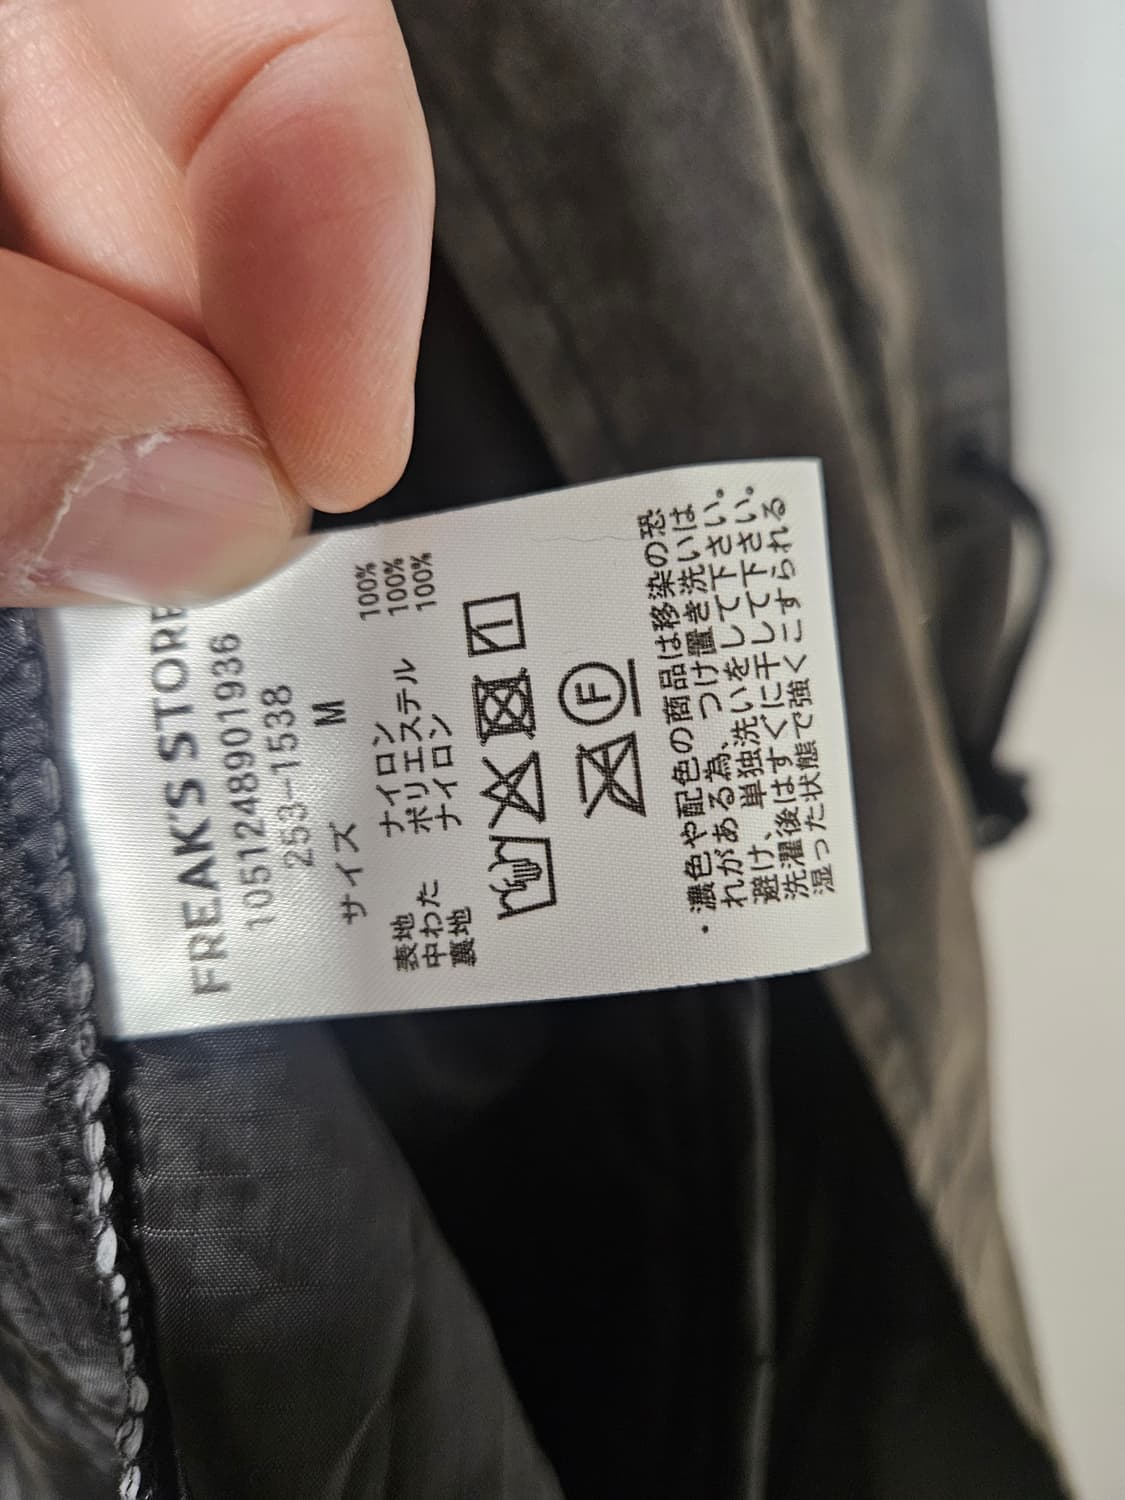 FREAK'S STORE
1051248901936
253-1538
サイズ M
表地 ナイロン 100%
中わた ポリエステル 100%
裏地 ナイロン 100%
F
・濃色や配色の商品は移染の恐
れがある為、つけ置き洗いは
避け、単独洗いをして下さい。
洗濯後はすぐに干して下さい。
湿った状態で強くこすられる